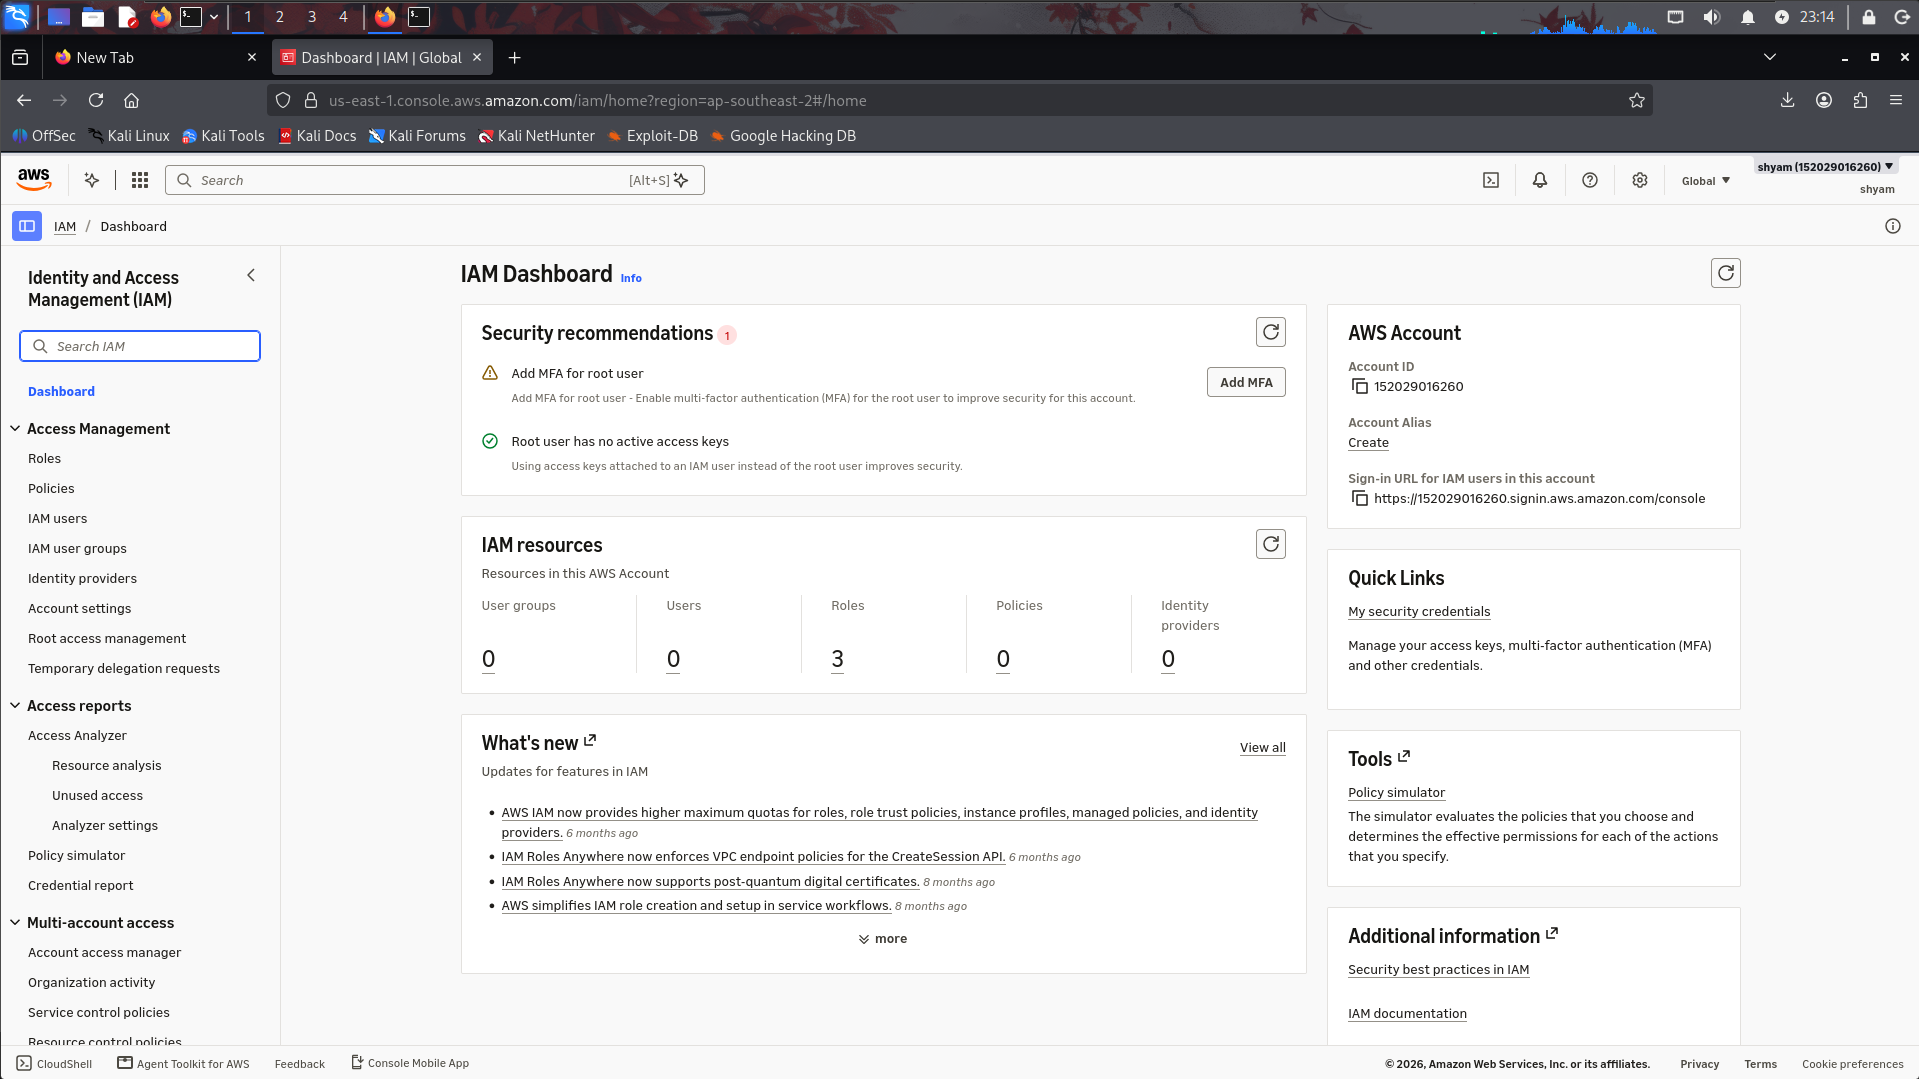 1 2 3 4 23:14
New Tab
Dashboard | IAM | Global
us-east-1.console.aws.amazon.com/iam/home?region=ap-southeast-2#/home
OffSec Kali Linux Kali Tools Kali Docs Kali Forums Kali NetHunter Exploit-DB Google Hacking DB
aws
Search [Alt+S]
Global
shyam (152029016260)
shyam
IAM / Dashboard
Identity and Access
Management (IAM)
Search IAM
Dashboard
Access Management
Roles
Policies
IAM users
IAM user groups
Identity providers
Account settings
Root access management
Temporary delegation requests
Access reports
Access Analyzer
Resource analysis
Unused access
Analyzer settings
Policy simulator
Credential report
Multi-account access
Account access manager
Organization activity
Service control policies
Resource control policies
IAM Dashboard Info
Security recommendations 1
Add MFA for root user
Add MFA for root user - Enable multi-factor authentication (MFA) for the root user to improve security for this account.
Add MFA
Root user has no active access keys
Using access keys attached to an IAM user instead of the root user improves security.
IAM resources
Resources in this AWS Account
User groups
0
Users
0
Roles
3
Policies
0
Identity
providers
0
What's new
View all
Updates for features in IAM
AWS IAM now provides higher maximum quotas for roles, role trust policies, instance profiles, managed policies, and identity
providers. 6 months ago
IAM Roles Anywhere now enforces VPC endpoint policies for the CreateSession API. 6 months ago
IAM Roles Anywhere now supports post-quantum digital certificates. 8 months ago
AWS simplifies IAM role creation and setup in service workflows. 8 months ago
more
AWS Account
Account ID
152029016260
Account Alias
Create
Sign-in URL for IAM users in this account
https://152029016260.signin.aws.amazon.com/console
Quick Links
My security credentials
Manage your access keys, multi-factor authentication (MFA)
and other credentials.
Tools
Policy simulator
The simulator evaluates the policies that you choose and
determines the effective permissions for each of the actions
that you specify.
Additional information
Security best practices in IAM
IAM documentation
CloudShell Agent Toolkit for AWS Feedback Console Mobile App
© 2026, Amazon Web Services, Inc. or its affiliates. Privacy Terms Cookie preferences